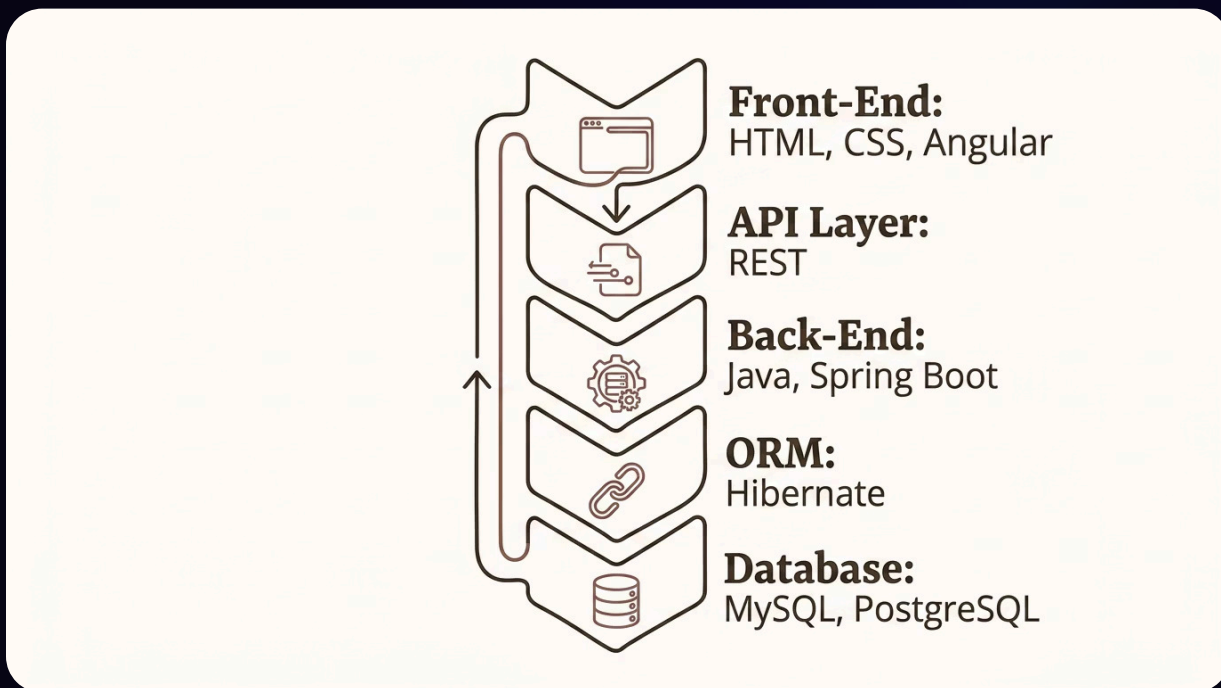 Front-End:
HTML, CSS, Angular
API Layer:
REST
Back-End:
Java, Spring Boot
ORM:
Hibernate
Database:
MySQL, PostgreSQL